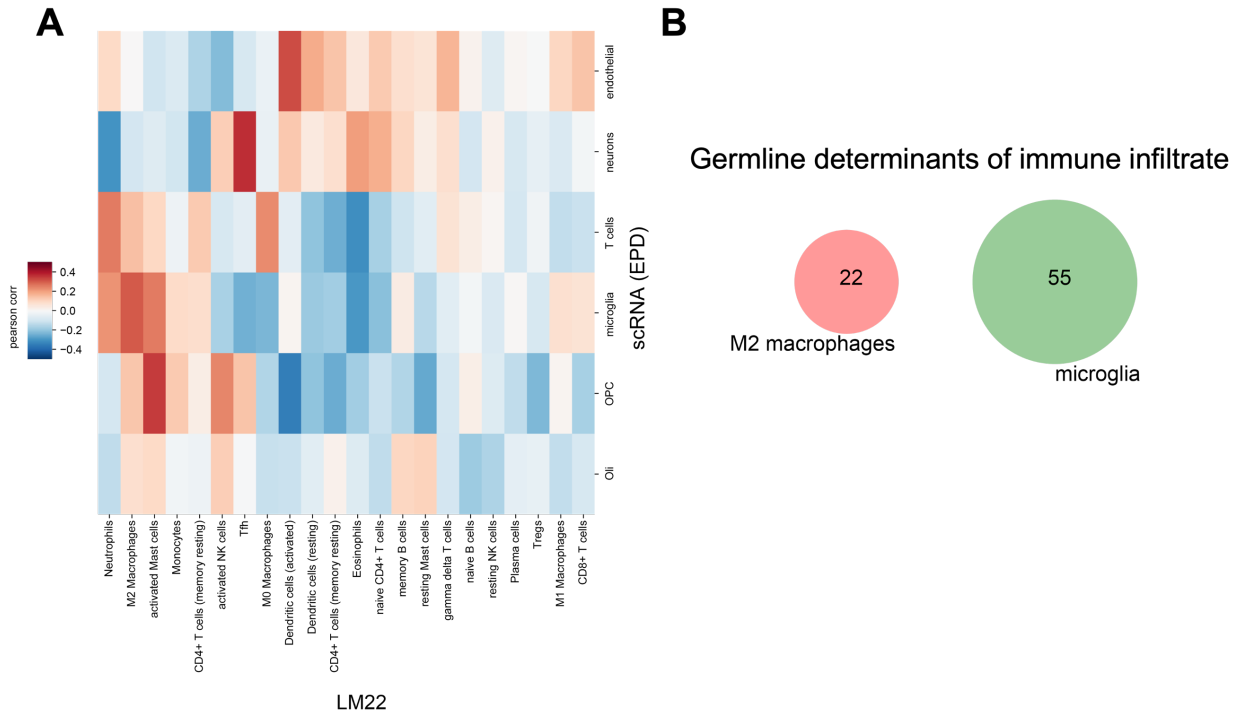 A
B
endothelial
neurons
T cells
microglia
OPC
Oli
scRNA (EPD)
pearson corr
0.4
0.2
0.0
−0.2
−0.4
Neutrophils
M2 Macrophages
activated Mast cells
Monocytes
CD4+ T cells (memory resting)
activated NK cells
Tfh
M0 Macrophages
Dendritic cells (activated)
Dendritic cells (resting)
CD4+ T cells (memory resting)
Eosinophils
naive CD4+ T cells
memory B cells
resting Mast cells
gamma delta T cells
naive B cells
resting NK cells
Plasma cells
Tregs
M1 Macrophages
CD8+ T cells
LM22
Germline determinants of immune infiltrate
22
55
M2 macrophages
microglia